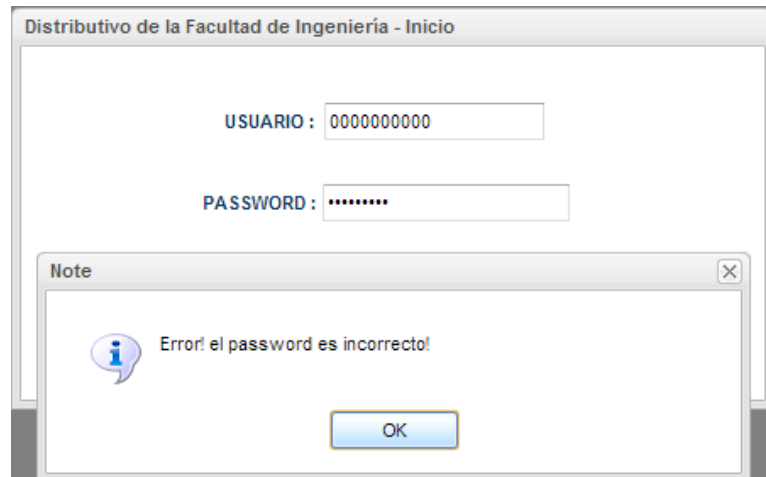 Distributivo de la Facultad de Ingeniería - Inicio
USUARIO : 0000000000
PASSWORD : •••••••••
Note
Error! el password es incorrecto!
OK